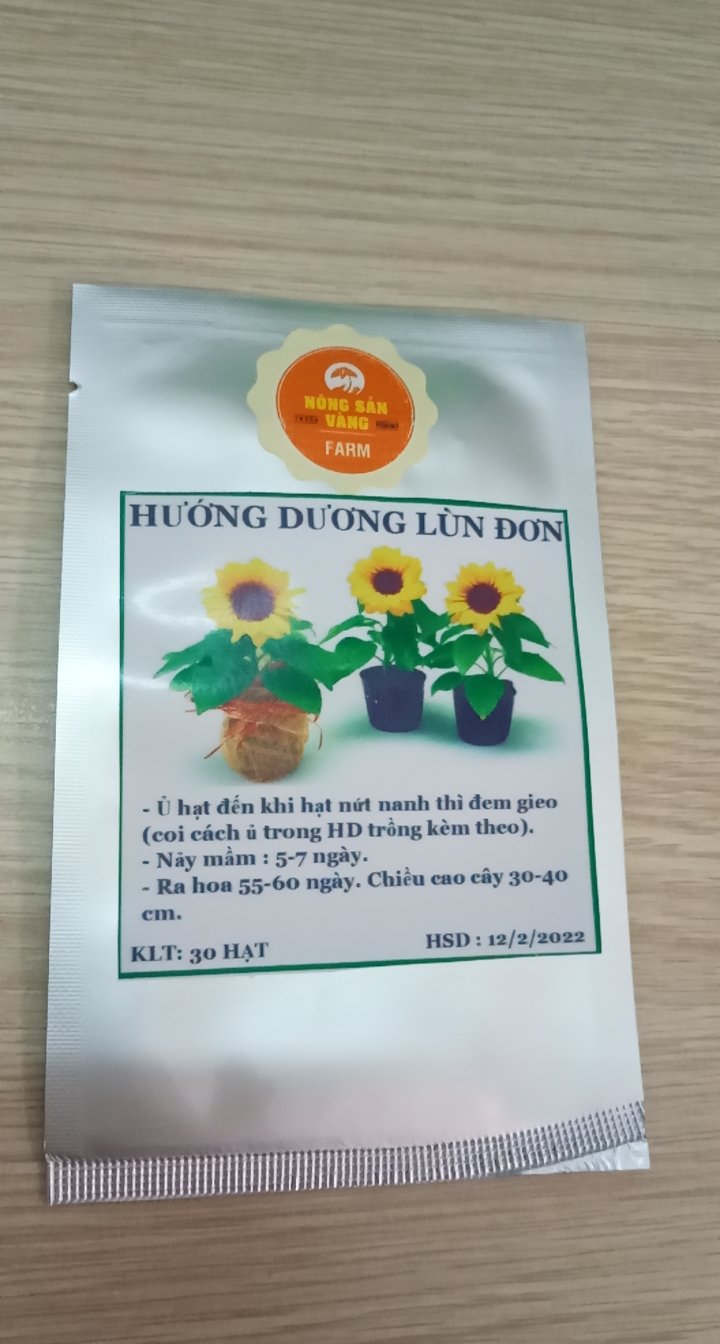 NÔNG SẢN
VÀNG
FARM
HƯỚNG DƯƠNG LÙN ĐƠN
- Ủ hạt đến khi hạt nứt nanh thì đem gieo
(coi cách ủ trong HD trồng kèm theo).
- Nãy mầm : 5-7 ngày.
- Ra hoa 55-60 ngày. Chiều cao cây 30-40
cm.
KLT: 30 HẠT HSD : 12/2/2022